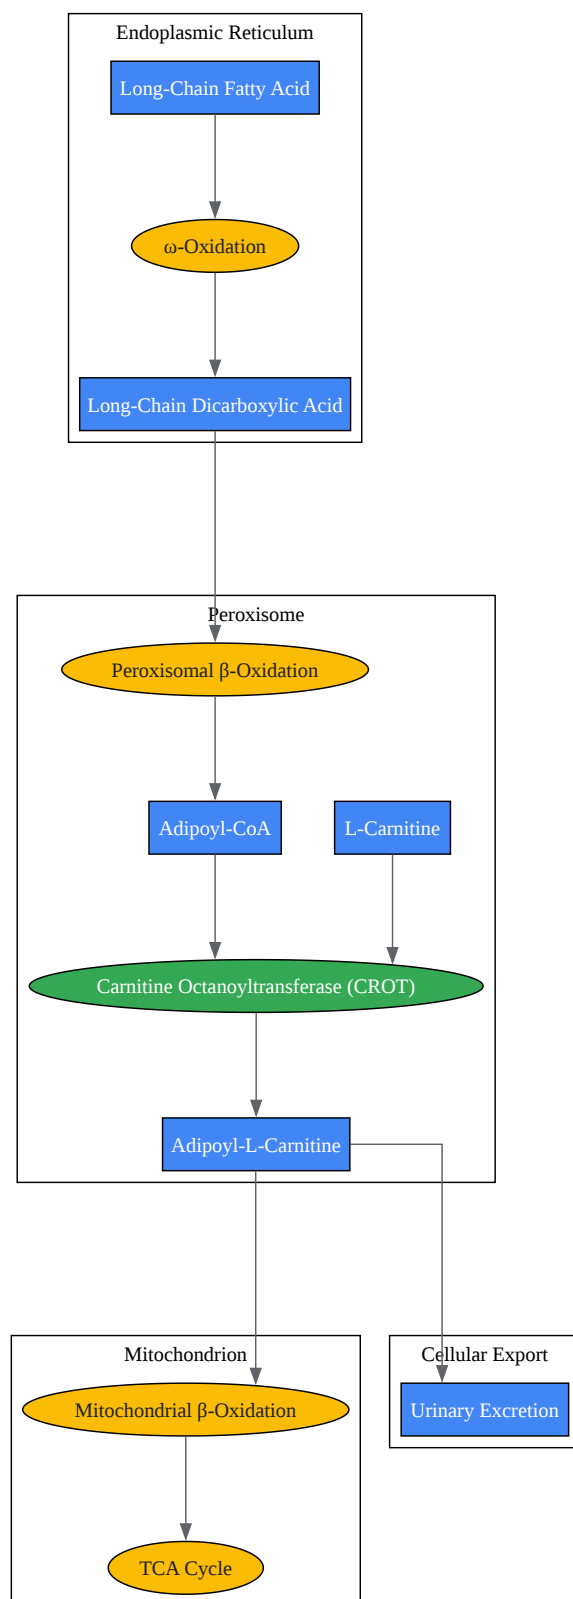 Endoplasmic Reticulum
Long-Chain Fatty Acid
ω-Oxidation
Long-Chain Dicarboxylic Acid
Peroxisome
Peroxisomal β-Oxidation
Adipoyl-CoA
L-Carnitine
Carnitine Octanoyltransferase (CROT)
Adipoyl-L-Carnitine
Mitochondrion
Cellular Export
Mitochondrial β-Oxidation
Urinary Excretion
TCA Cycle